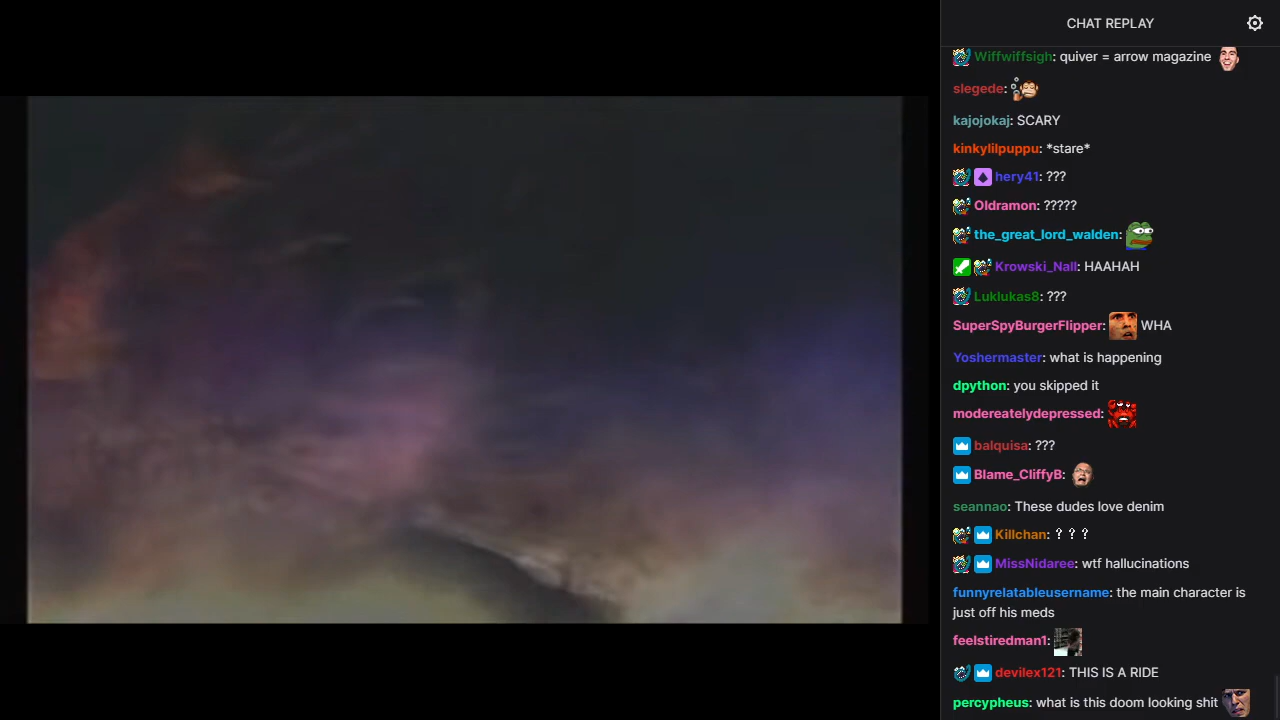 CHAT REPLAY
Wiffwiffsigh: quiver = arrow magazine
slegede:
kajojokaj: SCARY
kinkylilpuppu: *stare*
hery41: ???
Oldramon: ?????
the_great_lord_walden:
Krowski_Nall: HAAHAH
Luklukas8: ???
SuperSpyBurgerFlipper: WHA
Yoshermaster: what is happening
dpython: you skipped it
modereatelydepressed:
balquisa: ???
Blame_CliffyB:
seannao: These dudes love denim
Killchan: ? ? ?
MissNidaree: wtf hallucinations
funnyrelatableusername: the main character is
just off his meds
feelstiredman1:
devilex121: THIS IS A RIDE
percypheus: what is this doom looking shit